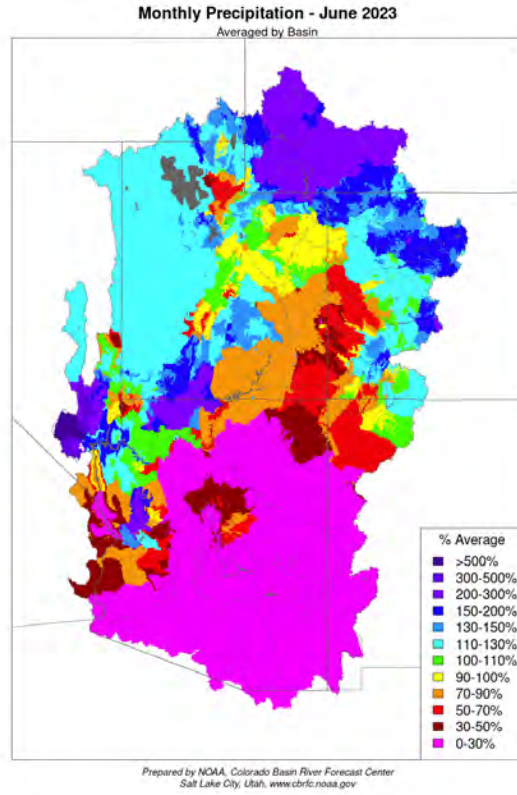 Monthly Precipitation - June 2023
Averaged by Basin
% Average
>500%
300-500%
200-300%
150-200%
130-150%
110-130%
100-110%
90-100%
70-90%
50-70%
30-50%
0-30%
Prepared by NOAA, Colorado Basin River Forecast Center
Salt Lake City, Utah, www.cbrfc.noaa.gov